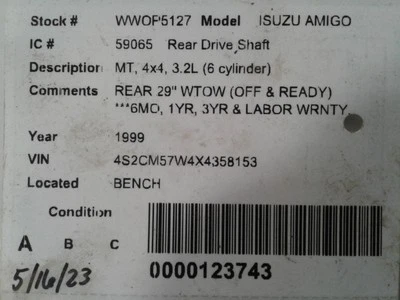 Stock # WWOP5127 Model ISUZU AMIGO
IC # 59065 Rear Drive Shaft
Description MT, 4x4, 3.2L (6 cylinder)
Comments REAR 29" WTOW (OFF & READY)
***6MO, 1YR, 3YR & LABOR WRNTY
Year 1999
VIN 4S2CM57W4X4358153
Located BENCH
Condition
A B C
5/16/23
0000123743